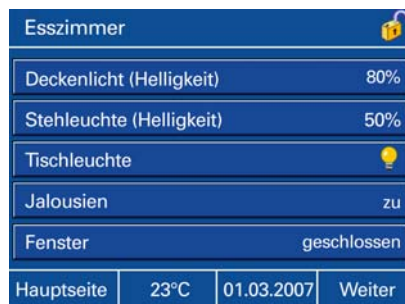 Esszimmer
Deckenlicht (Helligkeit) 80%
Stehleuchte (Helligkeit) 50%
Tischleuchte
Jalousien zu
Fenster geschlossen
Hauptseite 23°C 01.03.2007 Weiter